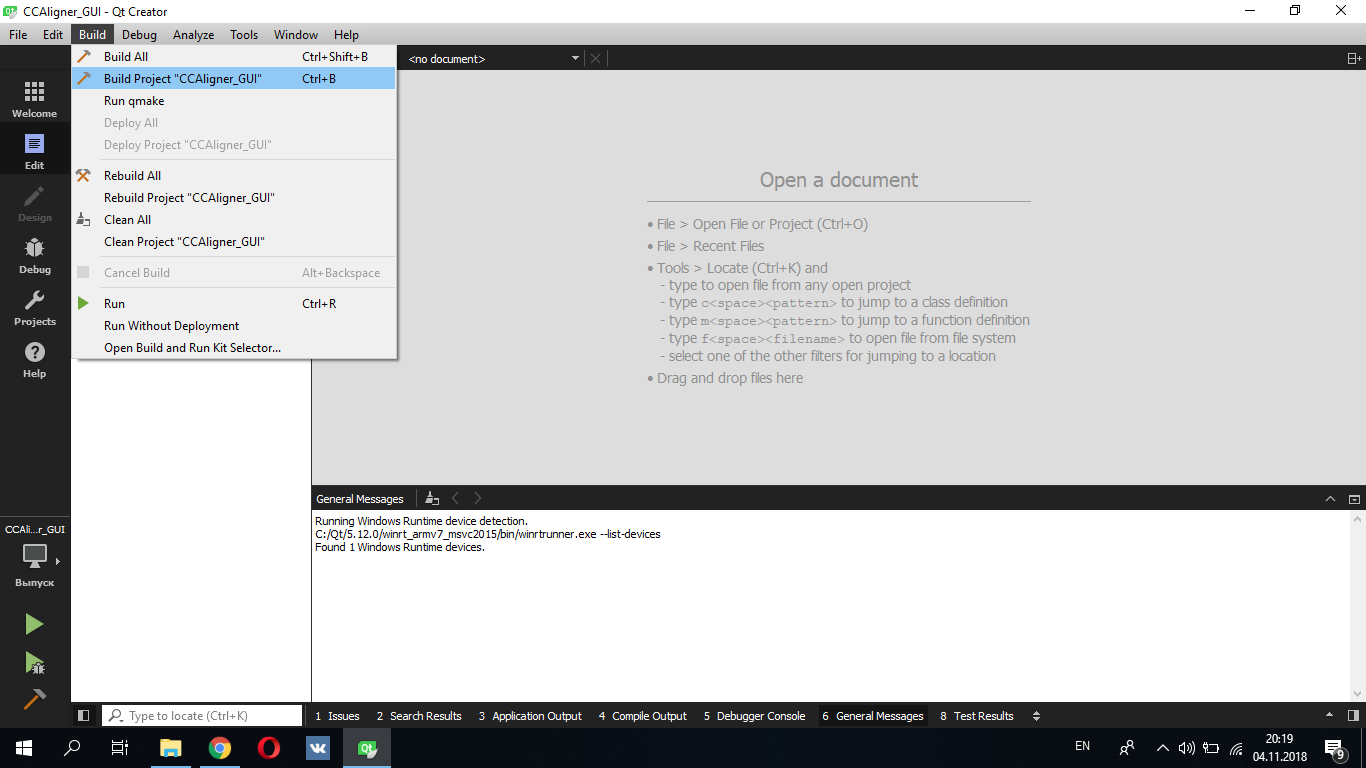 CCAligner_GUI - Qt Creator
File Edit Build Debug Analyze Tools Window Help
Build All Ctrl+Shift+B
Build Project "CCAligner_GUI" Ctrl+B
Run qmake
Deploy All
Deploy Project "CCAligner_GUI"
Rebuild All
Rebuild Project "CCAligner_GUI"
Clean All
Clean Project "CCAligner_GUI"
Cancel Build Alt+Backspace
Run Ctrl+R
Run Without Deployment
Open Build and Run Kit Selector...
<no document>
Welcome
Edit
Design
Debug
Projects
Help
CCAli...r_GUI
Выпуск
Open a document
• File > Open File or Project (Ctrl+O)
• File > Recent Files
• Tools > Locate (Ctrl+K) and
- type to open file from any open project
- type c<space><pattern> to jump to a class definition
- type m<space><pattern> to jump to a function definition
- type f<space><filename> to open file from file system
- select one of the other filters for jumping to a location
• Drag and drop files here
General Messages
Running Windows Runtime device detection.
C:/Qt/5.12.0/winrt_armv7_msvc2015/bin/winrtrunner.exe --list-devices
Found 1 Windows Runtime devices.
Type to locate (Ctrl+K) 1 Issues 2 Search Results 3 Application Output 4 Compile Output 5 Debugger Console 6 General Messages 8 Test Results
Qt
EN
20:19
04.11.2018
9